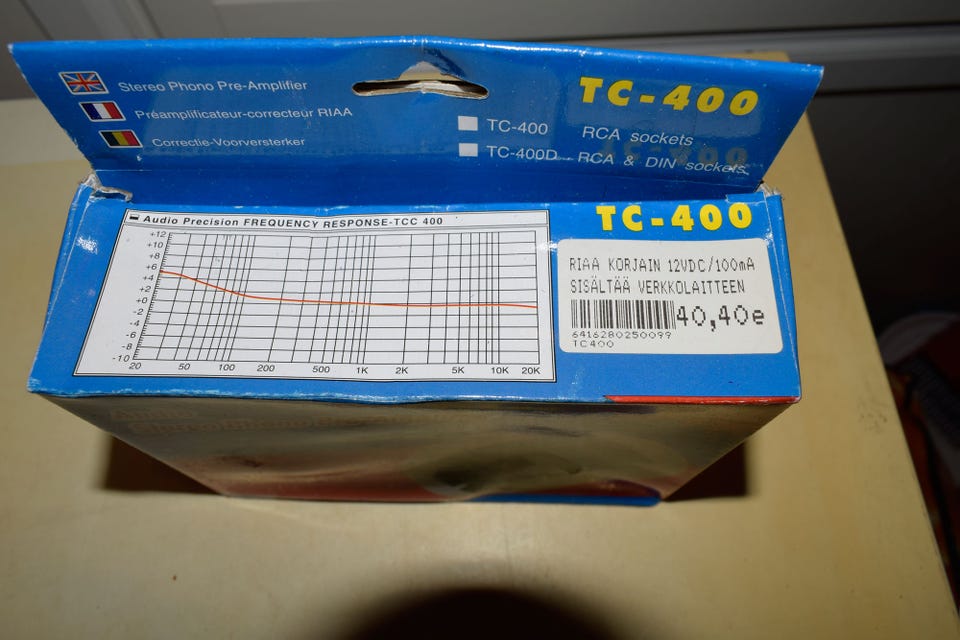 Stereo Phono Pre-Amplifier
Préamplificateur-correcteur RIAA
Correctie-Voorversterker
TC-400
TC-400 RCA sockets
TC-400D RCA & DIN sockets
Audio Precision FREQUENCY RESPONSE-TCC 400
+12
+10
+8
+6
+4
+2
+0
-2
-4
-6
-8
-10
20 50 100 200 500 1K 2K 5K 10K 20K
TC-400
RIAA KORJAIN 12VDC/100mA
SISÄLTÄÄ VERKKOLAITTEEN
40,40e
6416280250099
TC400